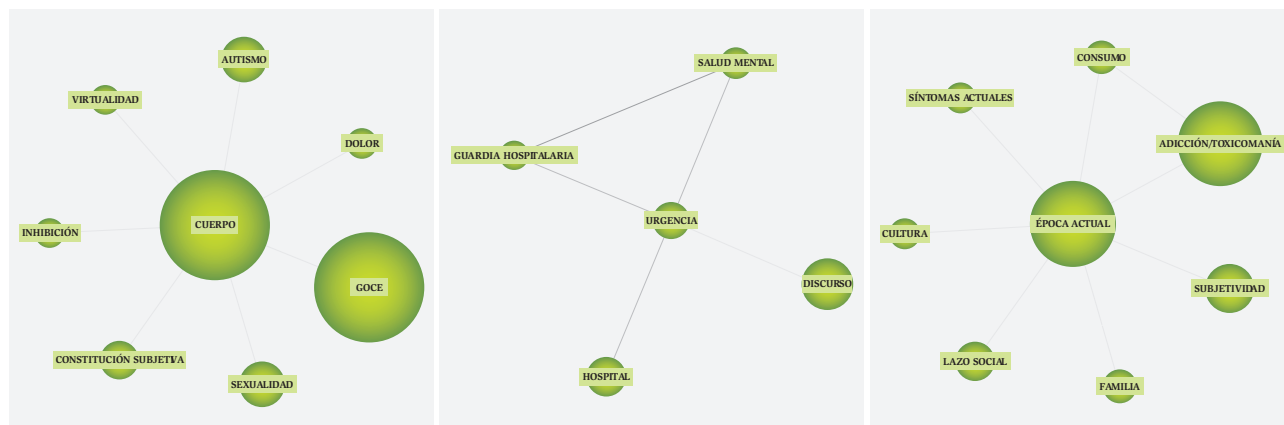 AUTISMO
VIRTUALIDAD
DOLOR
CUERPO
INHIBICIÓN
GOCE
CONSTITUCIÓN SUBJETIVA
SEXUALIDAD
SALUD MENTAL
GUARDIA HOSPITALARIA
URGENCIA
DISCURSO
HOSPITAL
CONSUMO
SÍNTOMAS ACTUALES
ADICCIÓN/TOXICOMANÍA
ÉPOCA ACTUAL
CULTURA
SUBJETIVIDAD
LAZO SOCIAL
FAMILIA